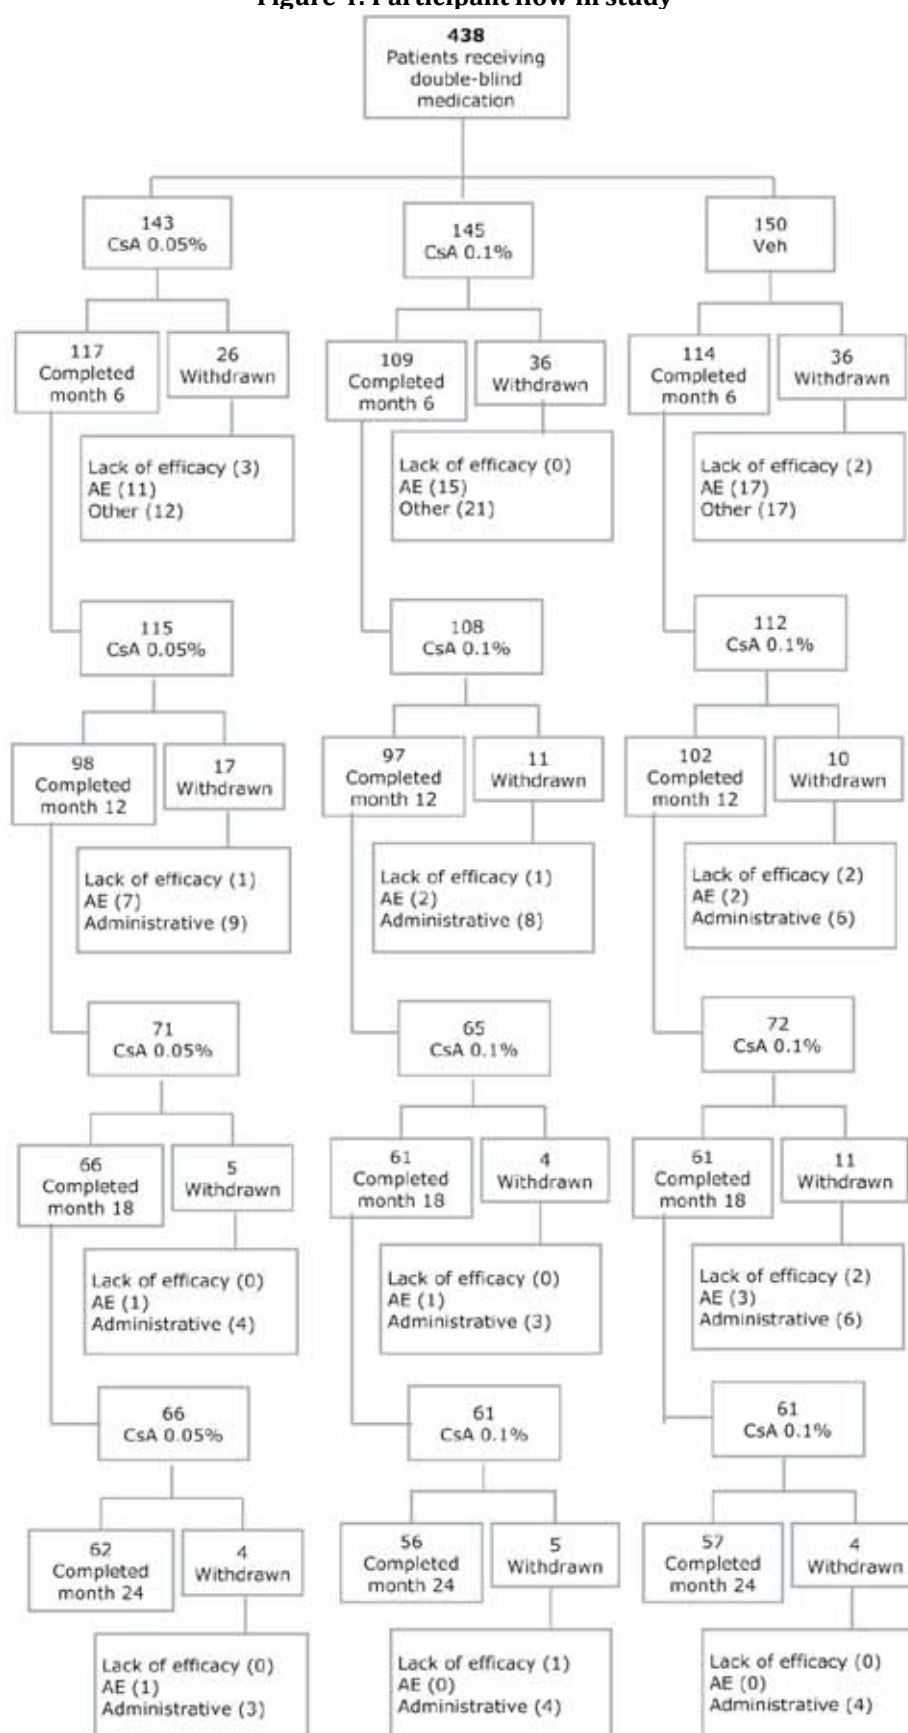 Figure 1. Participant flow in study
438
Patients receiving
double-blind
medication
143
CsA 0.05%
145
CsA 0.1%
150
Veh
117
Completed
month 6
26
Withdrawn
109
Completed
month 6
36
Withdrawn
114
Completed
month 6
36
Withdrawn
Lack of efficacy (3)
AE (11)
Other (12)
Lack of efficacy (0)
AE (15)
Other (21)
Lack of efficacy (2)
AE (17)
Other (17)
115
CsA 0.05%
108
CsA 0.1%
112
CsA 0.1%
98
Completed
month 12
17
Withdrawn
97
Completed
month 12
11
Withdrawn
102
Completed
month 12
10
Withdrawn
Lack of efficacy (1)
AE (7)
Administrative (9)
Lack of efficacy (1)
AE (2)
Administrative (8)
Lack of efficacy (2)
AE (2)
Administrative (6)
71
CsA 0.05%
65
CsA 0.1%
72
CsA 0.1%
66
Completed
month 18
5
Withdrawn
61
Completed
month 18
4
Withdrawn
61
Completed
month 18
11
Withdrawn
Lack of efficacy (0)
AE (1)
Administrative (4)
Lack of efficacy (0)
AE (1)
Administrative (3)
Lack of efficacy (2)
AE (3)
Administrative (6)
66
CsA 0.05%
61
CsA 0.1%
61
CsA 0.1%
62
Completed
month 24
4
Withdrawn
56
Completed
month 24
5
Withdrawn
57
Completed
month 24
4
Withdrawn
Lack of efficacy (0)
AE (1)
Administrative (3)
Lack of efficacy (1)
AE (0)
Administrative (4)
Lack of efficacy (0)
AE (0)
Administrative (4)